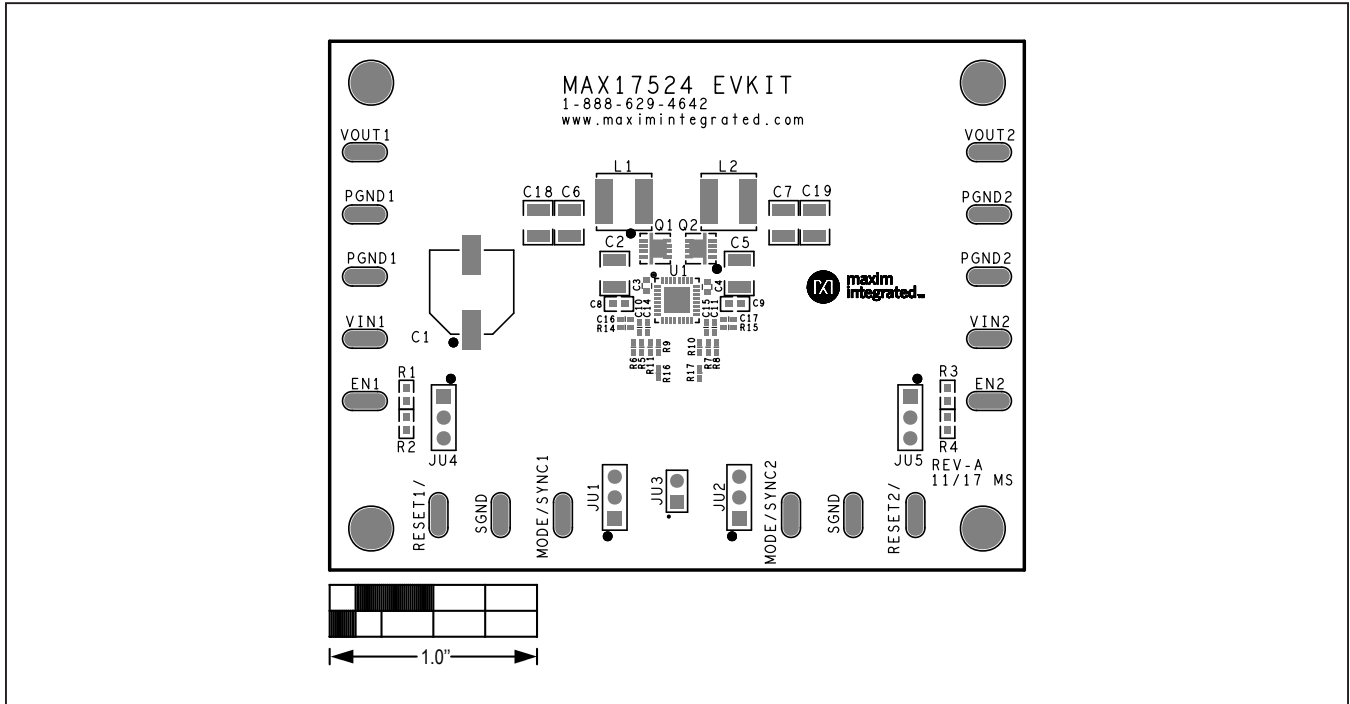 MAX17524 EVKIT
1-888-629-4642
www.maximintegrated.com
VOUT1
VOUT2
L1
L2
C18
C6
C7
C19
PGND1
PGND2
Q1
Q2
C2
C5
U1
PGND1
PGND2
C3
C4
maxim
integrated™
C8
C9
C10
C14
C15
C11
C16
R14
C17
R15
VIN1
VIN2
C1
R6
R5
R11
R9
R10
R7
R8
R16
R17
EN1
R1
R2
JU4
R3
EN2
R4
JU5
REV-A
11/17 MS
RESET1/
SGND
MODE/SYNC1
JU1
JU3
JU2
MODE/SYNC2
SGND
RESET2/
1.0”